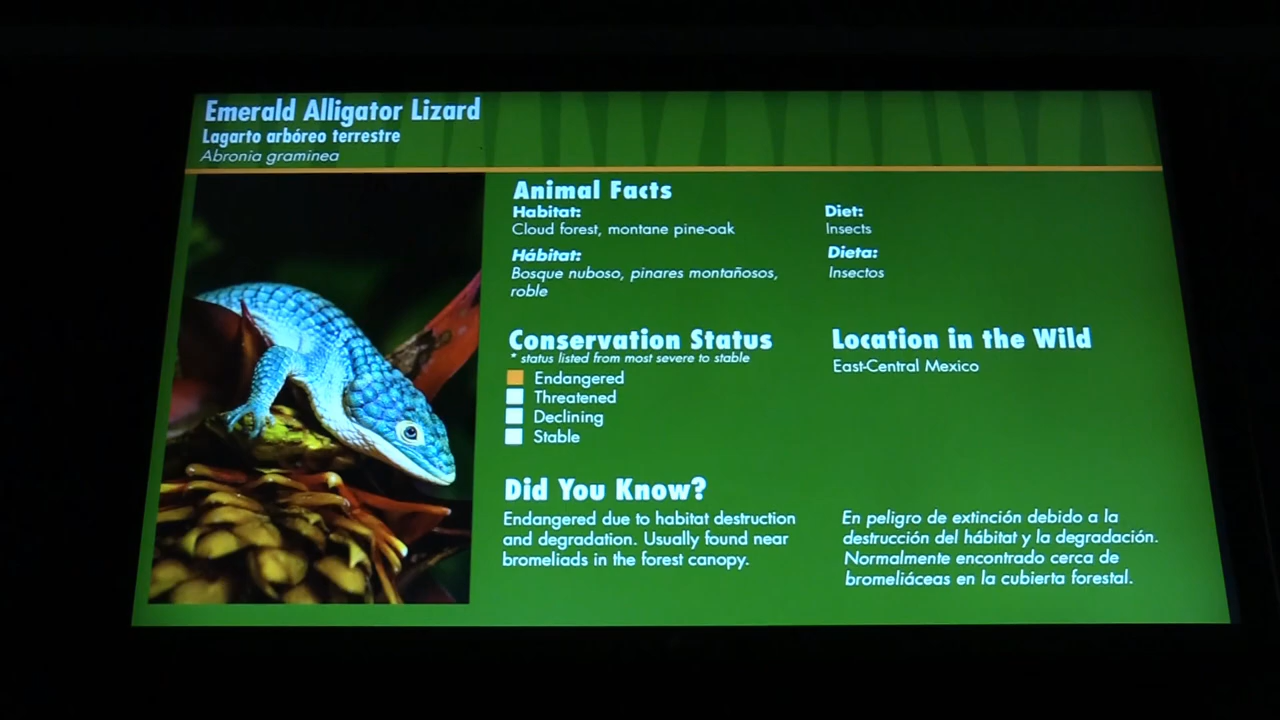 Emerald Alligator Lizard
Lagarto arbóreo terrestre
Abronia graminea
Animal Facts
Habitat:
Cloud forest, montane pine-oak
Hábitat:
Bosque nuboso, pinares montañosos,
roble
Diet:
Insects
Dieta:
Insectos
Conservation Status
* status listed from most severe to stable
Endangered
Threatened
Declining
Stable
Location in the Wild
East-Central Mexico
Did You Know?
Endangered due to habitat destruction
and degradation. Usually found near
bromeliads in the forest canopy.
En peligro de extinción debido a la
destrucción del hábitat y la degradación.
Normalmente encontrado cerca de
bromeliáceas en la cubierta forestal.